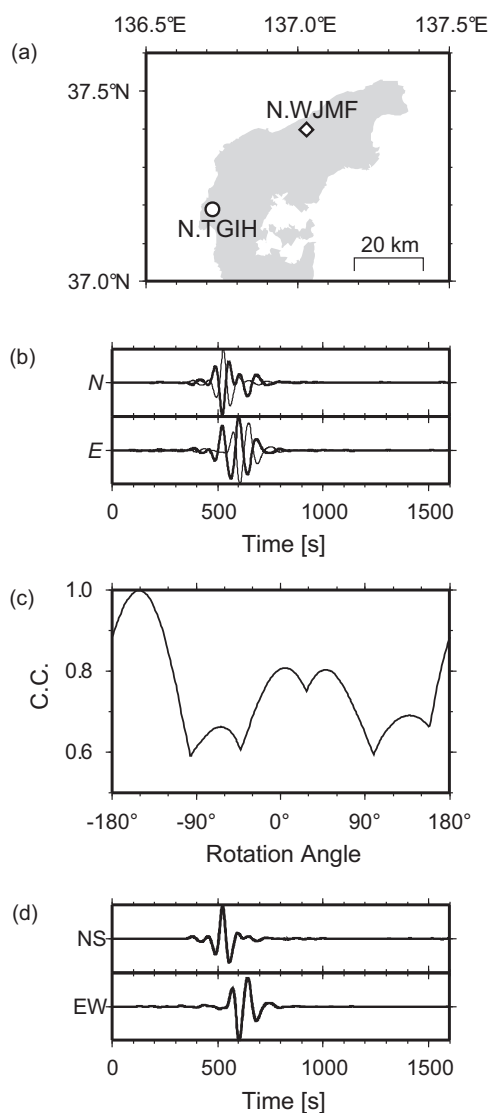 136.5°E 137.0°E 137.5°E
(a)
37.5°N
N.WJMF
N.TGIH
20 km
37.0°N
(b)
N
E
0 500 1000 1500
Time [s]
(c)
1.0
0.8
0.6
C.C.
-180° -90° 0° 90° 180°
Rotation Angle
(d)
NS
EW
0 500 1000 1500
Time [s]